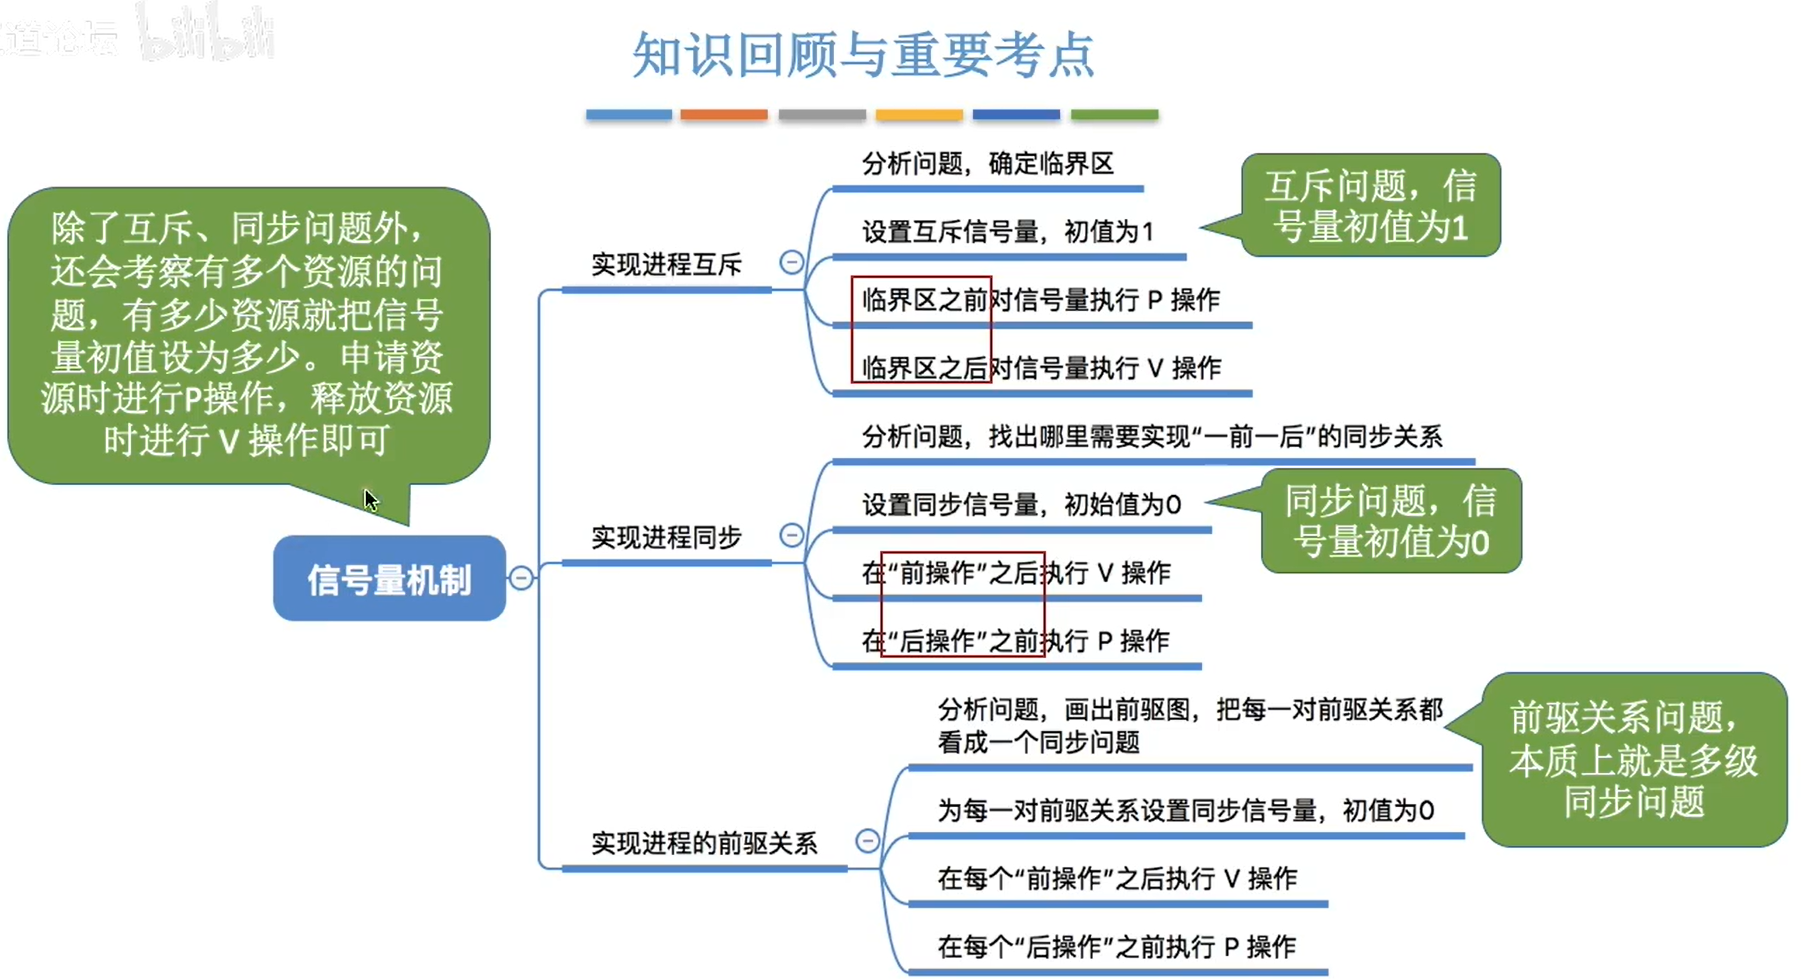 道论坛 bilibili
知识回顾与重要考点
除了互斥、同步问题外，
还会考察有多个资源的问
题，有多少资源就把信号
量初值设为多少。申请资
源时进行P操作，释放资源
时进行 V 操作即可
信号量机制
实现进程互斥
分析问题，确定临界区
设置互斥信号量，初值为1
互斥问题，信
号量初值为1
临界区之前对信号量执行 P 操作
临界区之后对信号量执行 V 操作
实现进程同步
分析问题，找出哪里需要实现“一前一后”的同步关系
设置同步信号量，初始值为0
同步问题，信
号量初值为0
在“前操作”之后执行 V 操作
在“后操作”之前执行 P 操作
实现进程的前驱关系
分析问题，画出前驱图，把每一对前驱关系都
看成一个同步问题
前驱关系问题，
本质上就是多级
同步问题
为每一对前驱关系设置同步信号量，初值为0
在每个“前操作”之后执行 V 操作
在每个“后操作”之前执行 P 操作